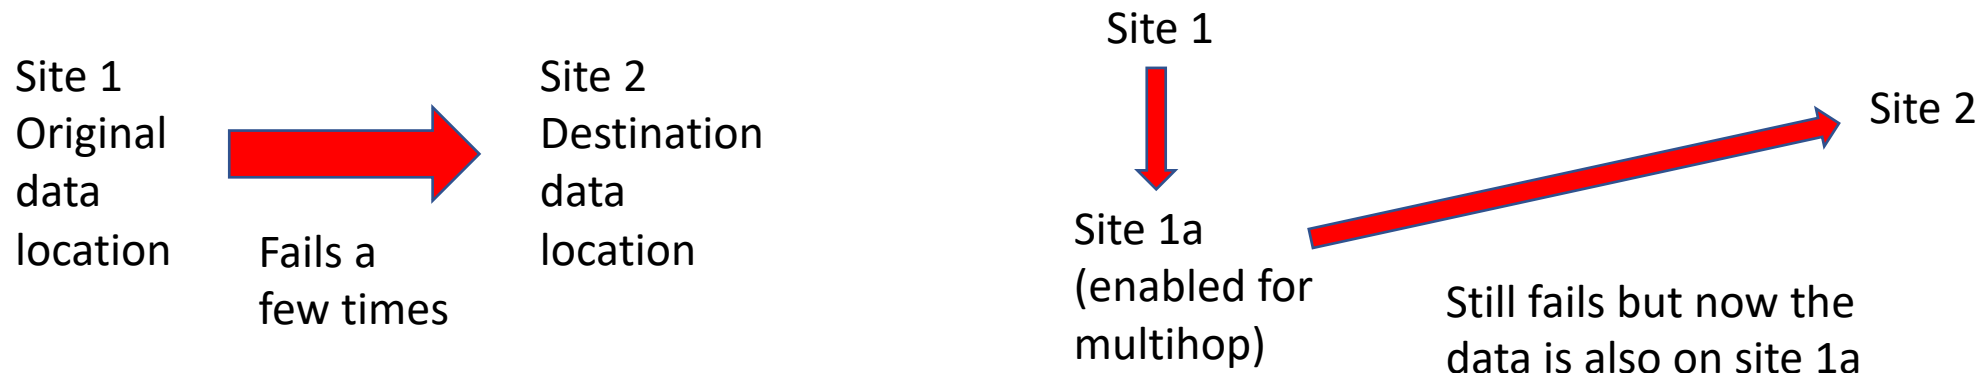 Site 1
Original
data
location
Fails a
few times
Site 2
Destination
data
location
Site 1
Site 1a
(enabled for
multihop)
Site 2
Still fails but now the
data is also on site 1a